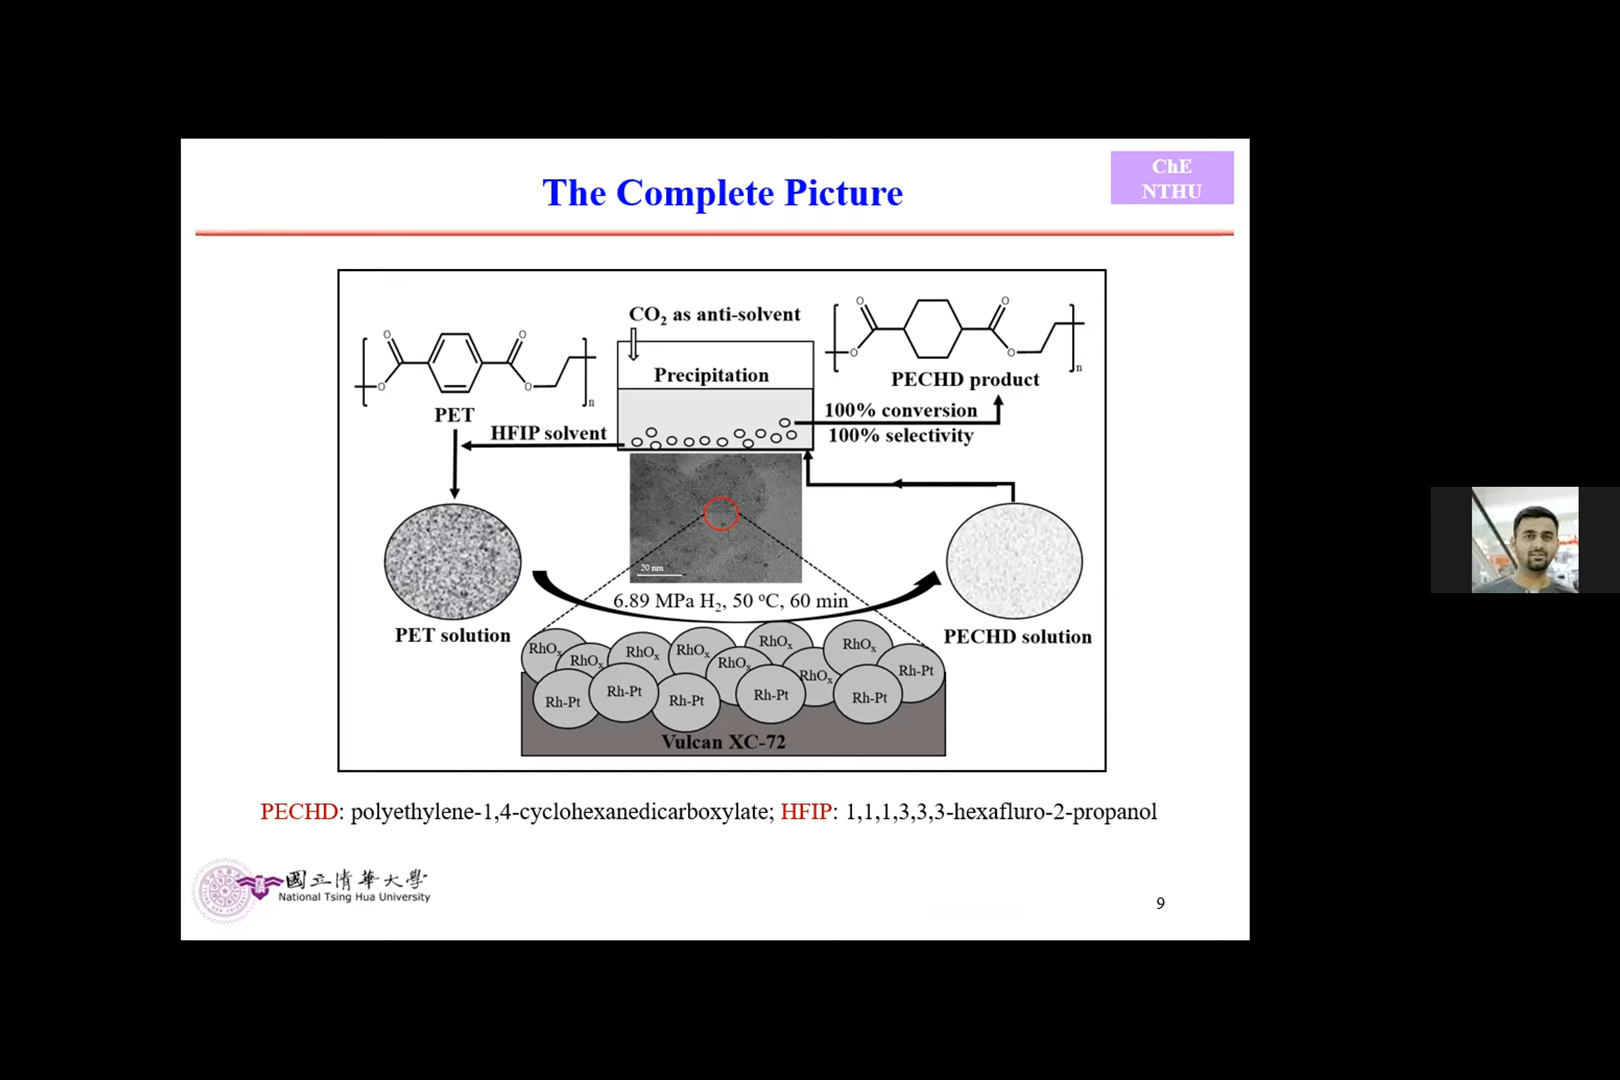 The Complete Picture
ChE
NTHU
CO2 as anti-solvent
Precipitation
O
O
O
O
n
PET
HFIP solvent
O
O
O
O
n
PECHD product
100% conversion
100% selectivity
20 nm
6.89 MPa H2, 50 oC, 60 min
PET solution
PECHD solution
RhOx
RhOx
RhOx
RhOx
RhOx
RhOx
RhOx
RhOx
Rh-Pt
Rh-Pt
Rh-Pt
Rh-Pt
Rh-Pt
Rh-Pt
Vulcan XC-72
PECHD: polyethylene-1,4-cyclohexanedicarboxylate; HFIP: 1,1,1,3,3,3-hexafluro-2-propanol
國立清華大學
National Tsing Hua University
9